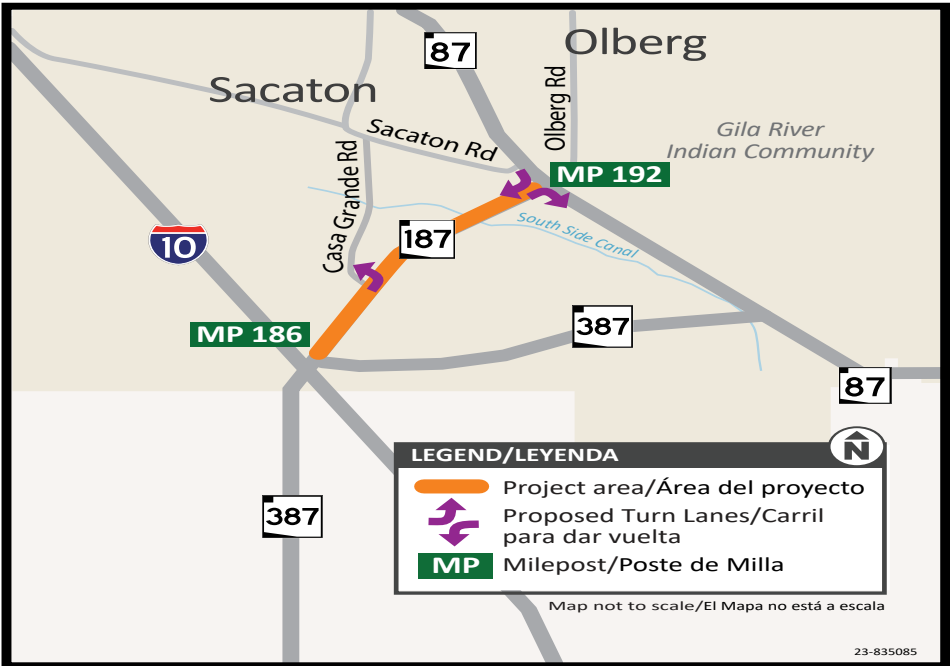 Olberg
87
Sacaton
Olberg Rd
Sacaton Rd
Gila River
Indian Community
MP 192
Casa Grande Rd
187
South Side Canal
10
MP 186
387
87
LEGEND/LEYENDA
N
Project area/Área del proyecto
Proposed Turn Lanes/Carril
para dar vuelta
MP
Milepost/Poste de Milla
387
Map not to scale/El Mapa no está a escala
23-835085